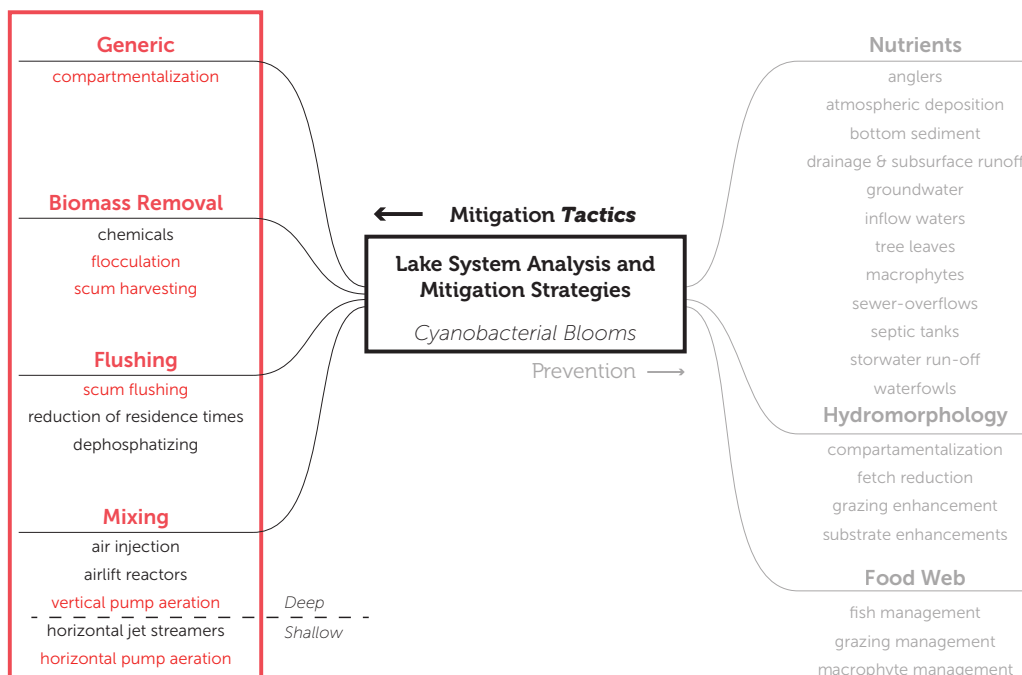 Generic
compartmentalization
Biomass Removal
chemicals
flocculation
scum harvesting
Flushing
scum flushing
reduction of residence times
dephosphatizing
Mixing
air injection
airlift reactors
vertical pump aeration
Deep
Shallow
horizontal jet streamers
horizontal pump aeration
Mitigation Tactics
Lake System Analysis and
Mitigation Strategies
Cyanobacterial Blooms
Prevention
Nutrients
anglers
atmospheric deposition
bottom sediment
drainage & subsurface runoff
groundwater
inflow waters
tree leaves
macrophytes
sewer-overflows
septic tanks
storwater run-off
waterfowls
Hydromorphology
compartamentalization
fetch reduction
grazing enhancement
substrate enhancements
Food Web
fish management
grazing management
macrophyte management